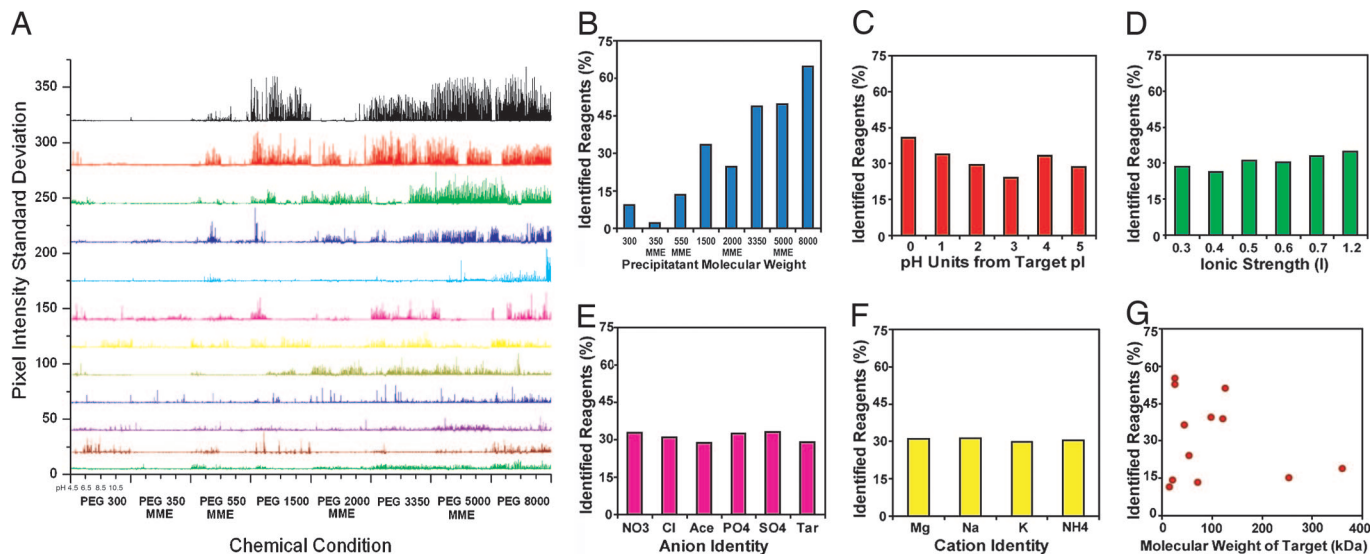 A
Pixel Intensity Standard Deviation
350
300
250
200
150
100
50
0
pH 4.5 6.5 8.5 10.5
PEG 300
PEG 350
MME
PEG 550
MME
PEG 1500
PEG 2000
MME
PEG 3350
PEG 5000
MME
PEG 8000
Chemical Condition
B
Identified Reagents (%)
75
60
45
30
15
0
300
350
MME
550
MME
1500
2000
MME
3350
5000
MME
8000
Precipitant Molecular Weight
C
Identified Reagents (%)
75
60
45
30
15
0
0 1 2 3 4 5
pH Units from Target pI
D
Identified Reagents (%)
75
60
45
30
15
0
0.3 0.4 0.5 0.6 0.7 1.2
Ionic Strength (I)
E
Identified Reagents (%)
75
60
45
30
15
0
NO3 Cl Ace PO4 SO4 Tar
Anion Identity
F
Identified Reagents (%)
75
60
45
30
15
0
Mg Na K NH4
Cation Identity
G
Identified Reagents (%)
75
60
45
30
15
0
0 100 200 300 400
Molecular Weight of Target (kDa)